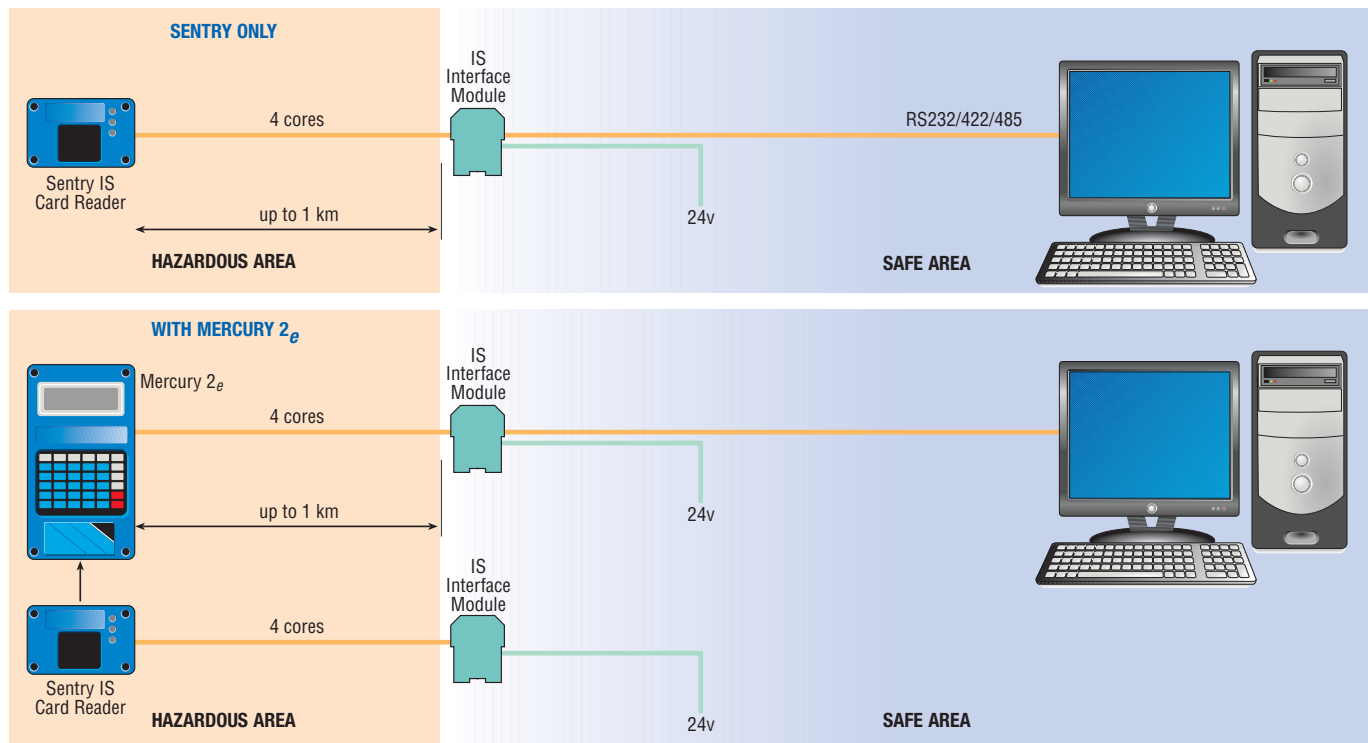 SENTRY ONLY
IS
Interface
Module
4 cores
RS232/422/485
Sentry IS
Card Reader
up to 1 km
24v
HAZARDOUS AREA
SAFE AREA
WITH MERCURY 2e
IS
Interface
Module
Mercury 2e
4 cores
up to 1 km
24v
IS
Interface
Module
4 cores
Sentry IS
Card Reader
HAZARDOUS AREA
24v
SAFE AREA